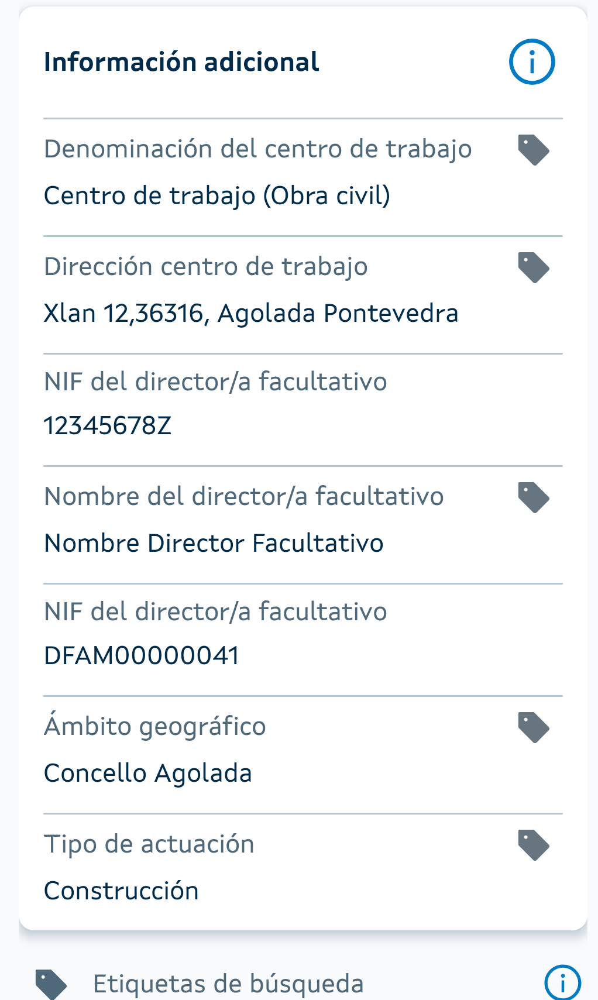 Información adicional
Denominación del centro de trabajo
Centro de trabajo (Obra civil)
Dirección centro de trabajo
Xlan 12,36316, Agolada Pontevedra
NIF del director/a facultativo
12345678Z
Nombre del director/a facultativo
Nombre Director Facultativo
NIF del director/a facultativo
DFAM00000041
Ámbito geográfico
Concello Agolada
Tipo de actuación
Construcción
Etiquetas de búsqueda